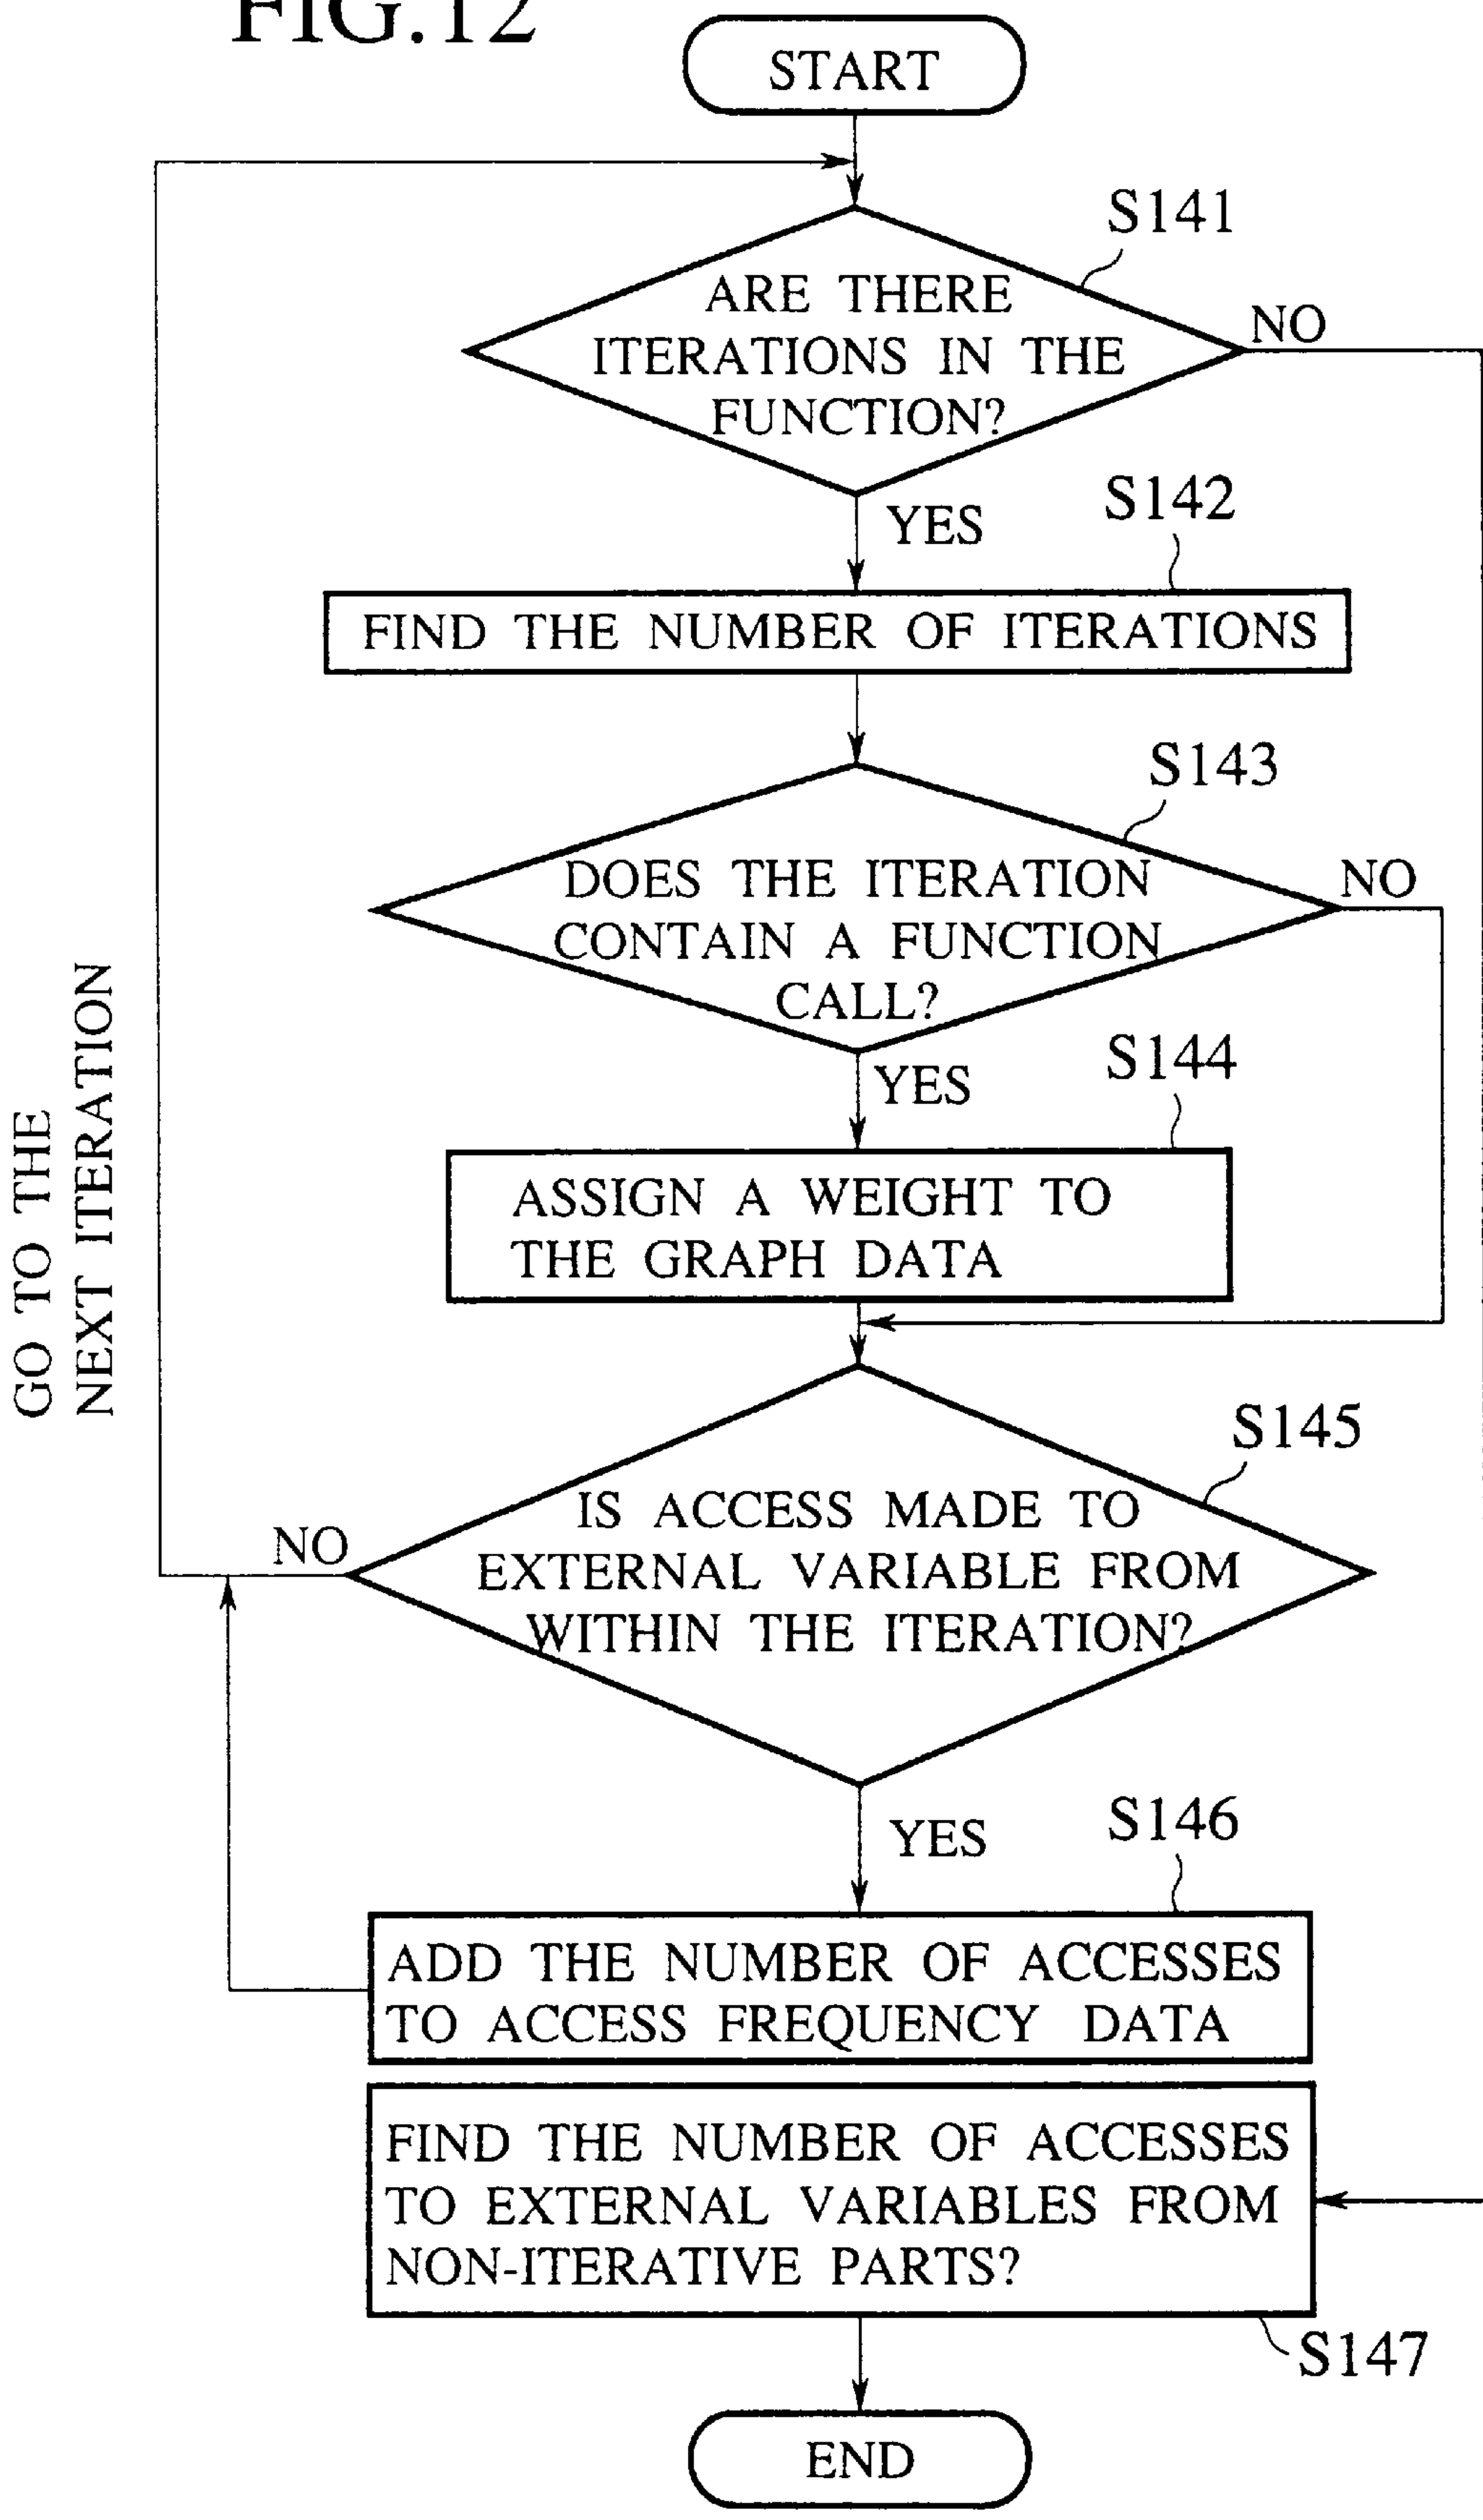 FIG.12
START
S141
ARE THERE
ITERATIONS IN THE
FUNCTION?
NO
YES
S142
FIND THE NUMBER OF ITERATIONS
S143
DOES THE ITERATION
CONTAIN A FUNCTION
CALL?
NO
YES
S144
ASSIGN A WEIGHT TO
THE GRAPH DATA
GO TO THE
NEXT ITERATION
S145
IS ACCESS MADE TO
EXTERNAL VARIABLE FROM
WITHIN THE ITERATION?
NO
YES
S146
ADD THE NUMBER OF ACCESSES
TO ACCESS FREQUENCY DATA
FIND THE NUMBER OF ACCESSES
TO EXTERNAL VARIABLES FROM
NON-ITERATIVE PARTS?
S147
END